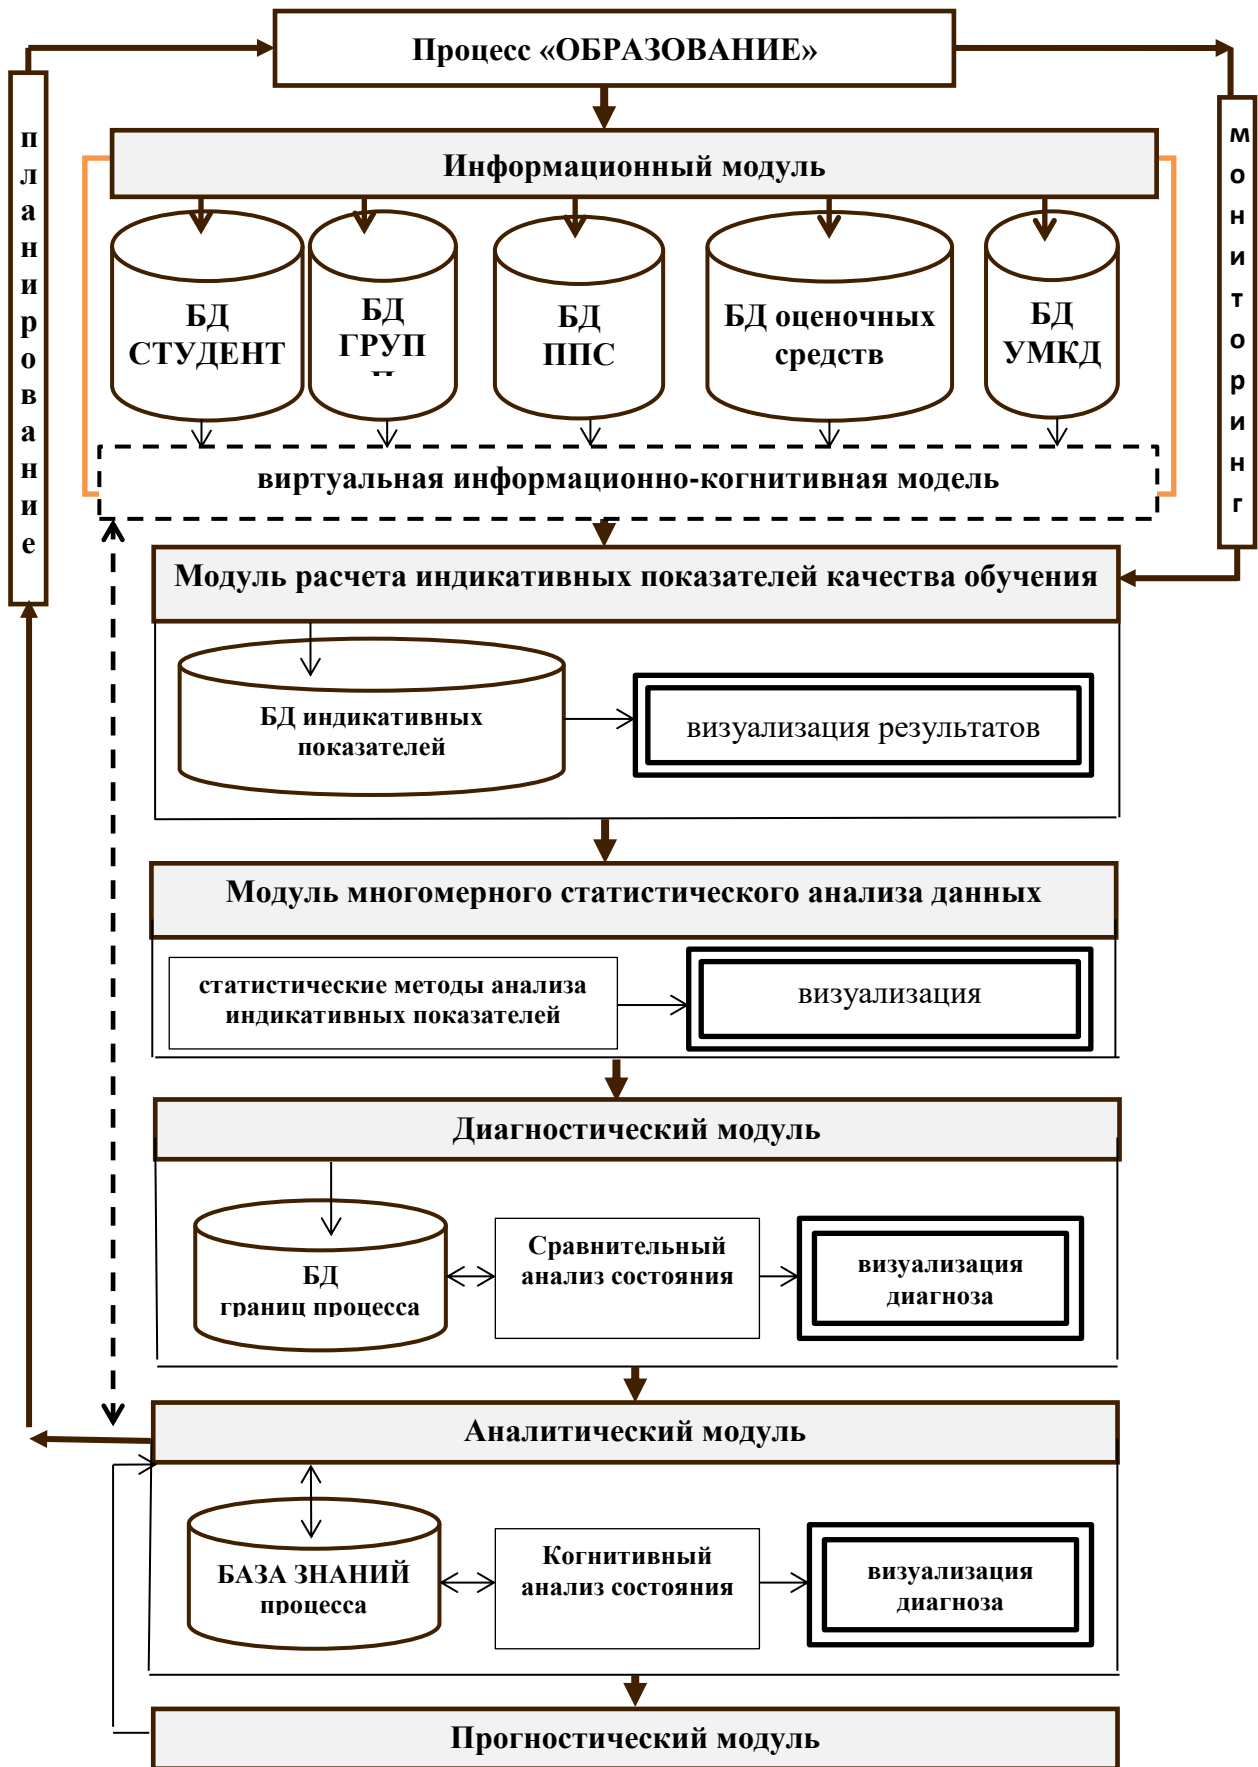 Процесс «ОБРАЗОВАНИЕ»
планирование
мониторинг
Информационный модуль
БД
СТУДЕНТ
БД
ГРУП
П
БД
ППС
БД оценочных
средств
БД
УМКД
виртуальная информационно-когнитивная модель
Модуль расчета индикативных показателей качества обучения
БД индикативных
показателей
визуализация результатов
Модуль многомерного статистического анализа данных
статистические методы анализа
индикативных показателей
визуализация
Диагностический модуль
БД
границ процесса
Сравнительный
анализ состояния
визуализация
диагноза
Аналитический модуль
БАЗА ЗНАНИЙ
процесса
Когнитивный
анализ состояния
визуализация
диагноза
Прогностический модуль